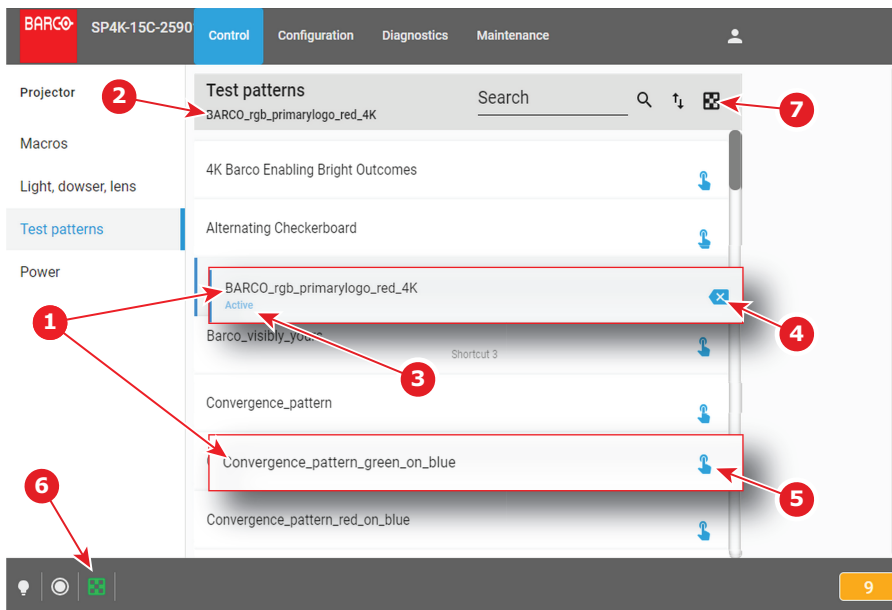 BARCO
SP4K-15C-2590
Control
Configuration
Diagnostics
Maintenance
Projector
2
Test patterns
BARCO_rgb_primarylogo_red_4K
Search
7
Macros
4K Barco Enabling Bright Outcomes
Light, dowser, lens
Test patterns
Alternating Checkerboard
Power
BARCO_rgb_primarylogo_red_4K
Active
1
4
Barco_visibly_yours
Shortcut 3
3
Convergence_pattern
Convergence_pattern_green_on_blue
6
5
Convergence_pattern_red_on_blue
9